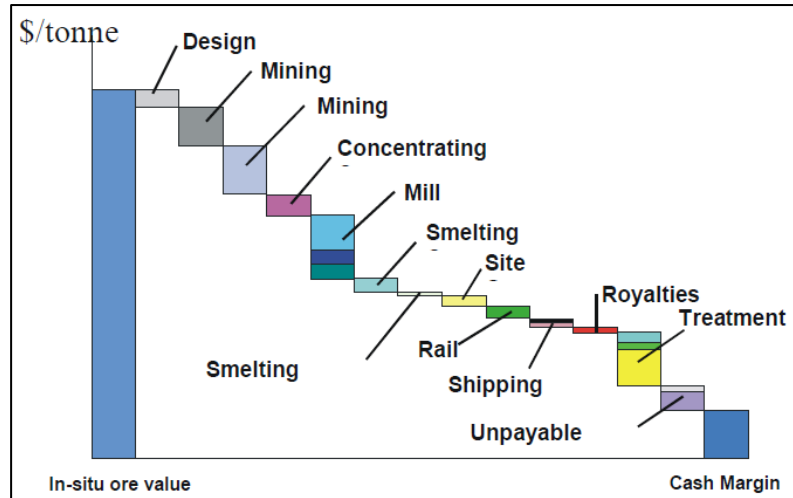 $/tonne
Design
Mining
Mining
Concentrating
Mill
Smelting
Site
Royalties
Treatment
Rail
Smelting
Shipping
Unpayable
In-situ ore value
Cash Margin